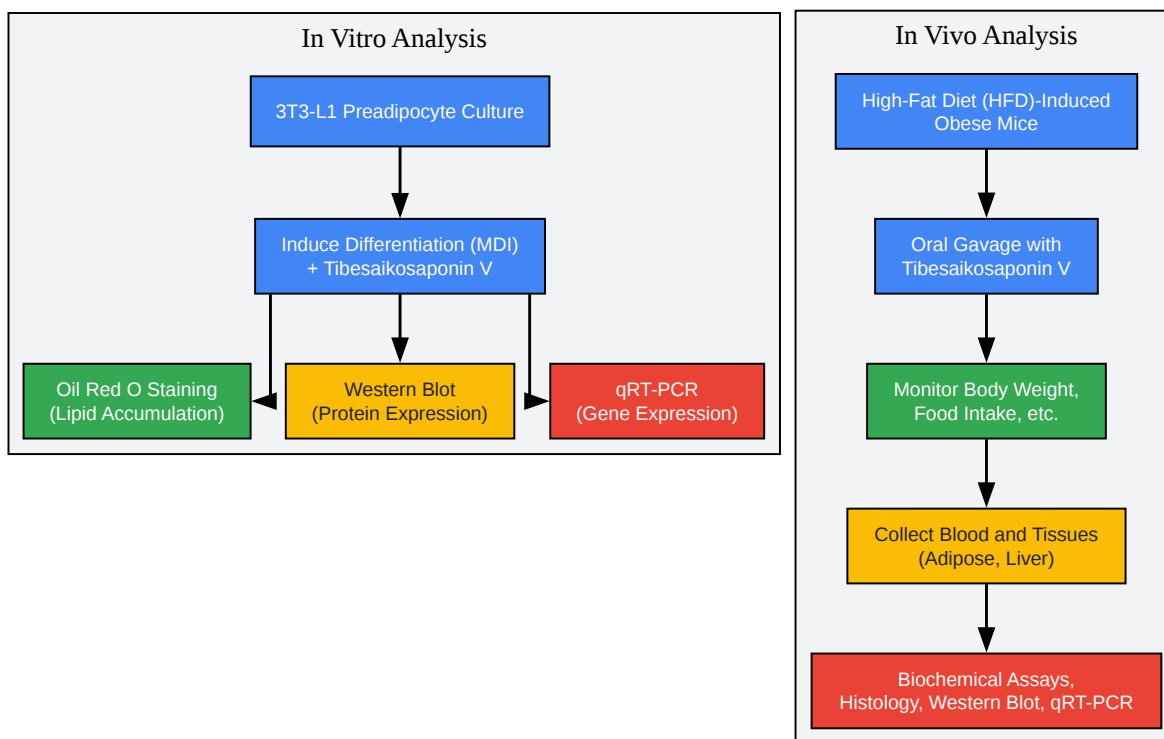 In Vitro Analysis
3T3-L1 Preadipocyte Culture
Induce Differentiation (MDI)
+ Tibesaikosaponin V
Oil Red O Staining
(Lipid Accumulation)
Western Blot
(Protein Expression)
qRT-PCR
(Gene Expression)
In Vivo Analysis
High-Fat Diet (HFD)-Induced
Obese Mice
Oral Gavage with
Tibesaikosaponin V
Monitor Body Weight,
Food Intake, etc.
Collect Blood and Tissues
(Adipose, Liver)
Biochemical Assays,
Histology, Western Blot, qRT-PCR